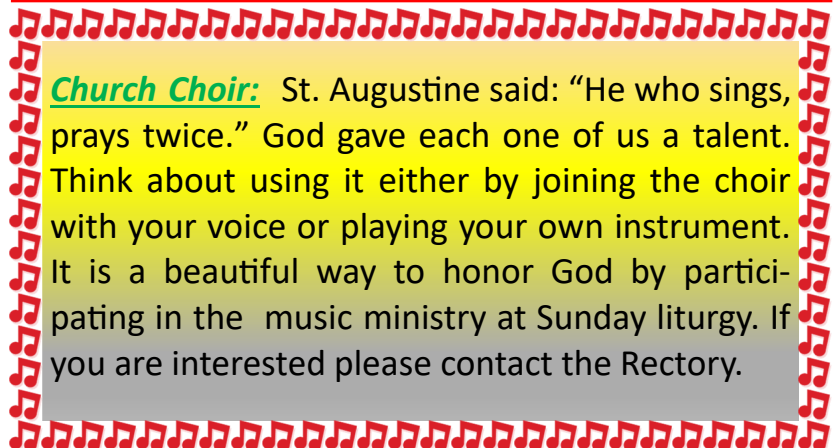 Church Choir: St. Augustine said: “He who sings,
prays twice.” God gave each one of us a talent.
Think about using it either by joining the choir
with your voice or playing your own instrument.
It is a beautiful way to honor God by partici-
pating in the music ministry at Sunday liturgy. If
you are interested please contact the Rectory.